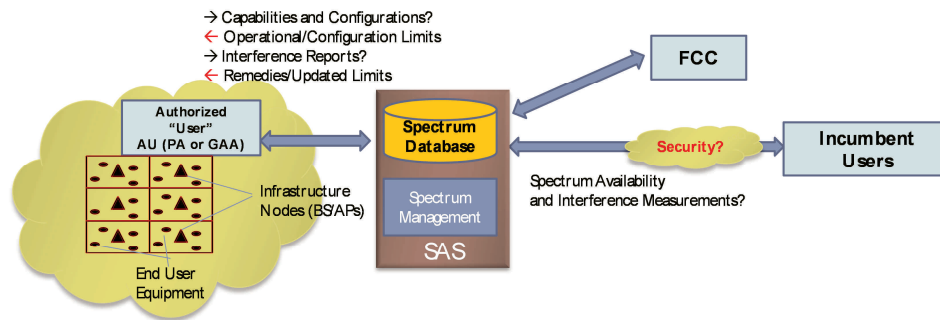 → Capabilities and Configurations?
← Operational/Configuration Limits
→ Interference Reports?
← Remedies/Updated Limits
FCC
Authorized
“User”
AU (PA or GAA)
Spectrum
Database
Security?
Incumbent
Users
Infrastructure
Nodes (BS/APs)
Spectrum
Management
Spectrum Availability
and Interference Measurements?
SAS
End User
Equipment